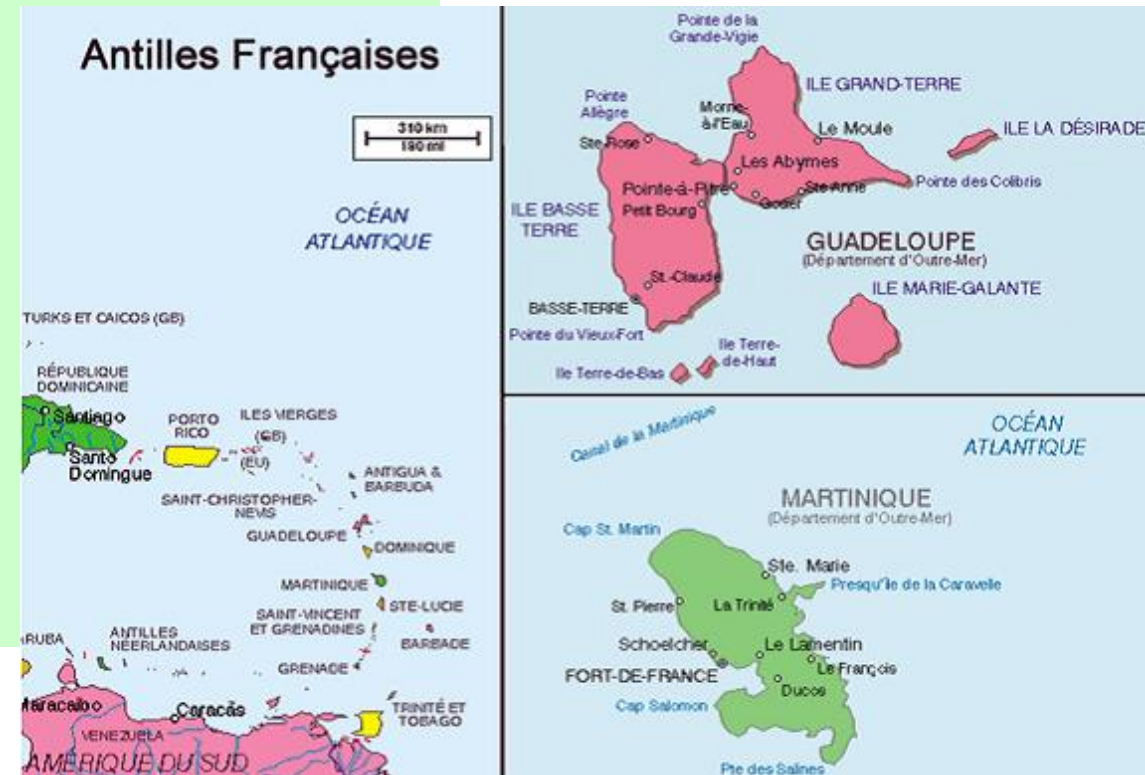 Antilles Françaises
310 km
190 mi
OCÉAN
ATLANTIQUE
TURKS ET CAICOS (GB)
RÉPUBLIQUE
DOMINICAINE
Santiago
Santo
Domingue
PORTO
RICO
ILES VIERGES
(GB)
(EU)
ANTIGUA &
BARBUDA
SAINT-CHRISTOPHER-
NEVIS
GUADELOUPE
DOMINIQUE
MARTINIQUE
STE-LUCIE
SAINT-VINCENT
ET GRENADINES
BARBADE
ARUBA
ANTILLES
NÉERLANDAISES
GRENADE
Maracaibo
Caracas
TRINITÉ ET
TOBAGO
VENEZUELA
AMÉRIQUE DU SUD
Pointe de la
Grande-Vigie
ILE GRAND-TERRE
Pointe
Allègre
Morne-
à-l'Eau
Le Moule
ILE LA DÉSIRADE
Ste Rose
Les Abymes
Pointe-à-Pitre
Ste Anne
Pointe des Colibris
Petit Bourg
Gosier
ILE BASSE
TERRE
GUADELOUPE
(Département d'Outre-Mer)
St.-Claude
ILE MARIE-GALANTE
BASSE-TERRE
Pointe du Vieux-Fort
Ile Terre-
de-Haut
Ile Terre-de-Bas
Canal de la Martinique
OCÉAN
ATLANTIQUE
MARTINIQUE
(Département d'Outre-Mer)
Cap St. Martin
Ste. Marie
Presqu'île de la Caravelle
St. Pierre
La Trinité
Schoelcher
Le Lamentin
Le François
FORT-DE-FRANCE
Ducos
Cap Salomon
Pte des Salines